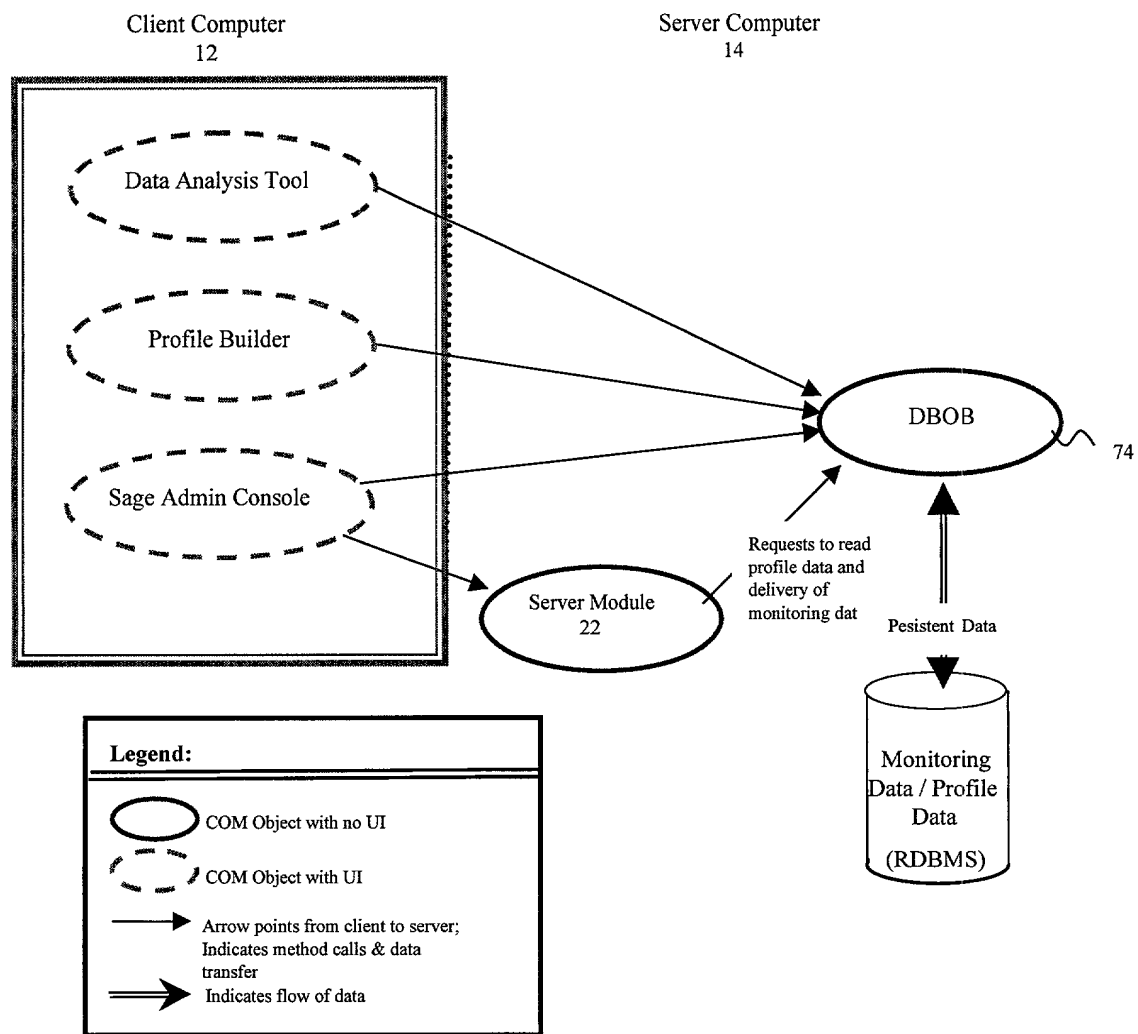 Client Computer
12
Server Computer
14
Data Analysis Tool
Profile Builder
Sage Admin Console
DBOB
74
Server Module
22
Requests to read
profile data and
delivery of
monitoring dat
Pesistent Data
Monitoring
Data / Profile
Data
(RDBMS)
Legend:
COM Object with no UI
COM Object with UI
Arrow points from client to server;
Indicates method calls & data
transfer
Indicates flow of data